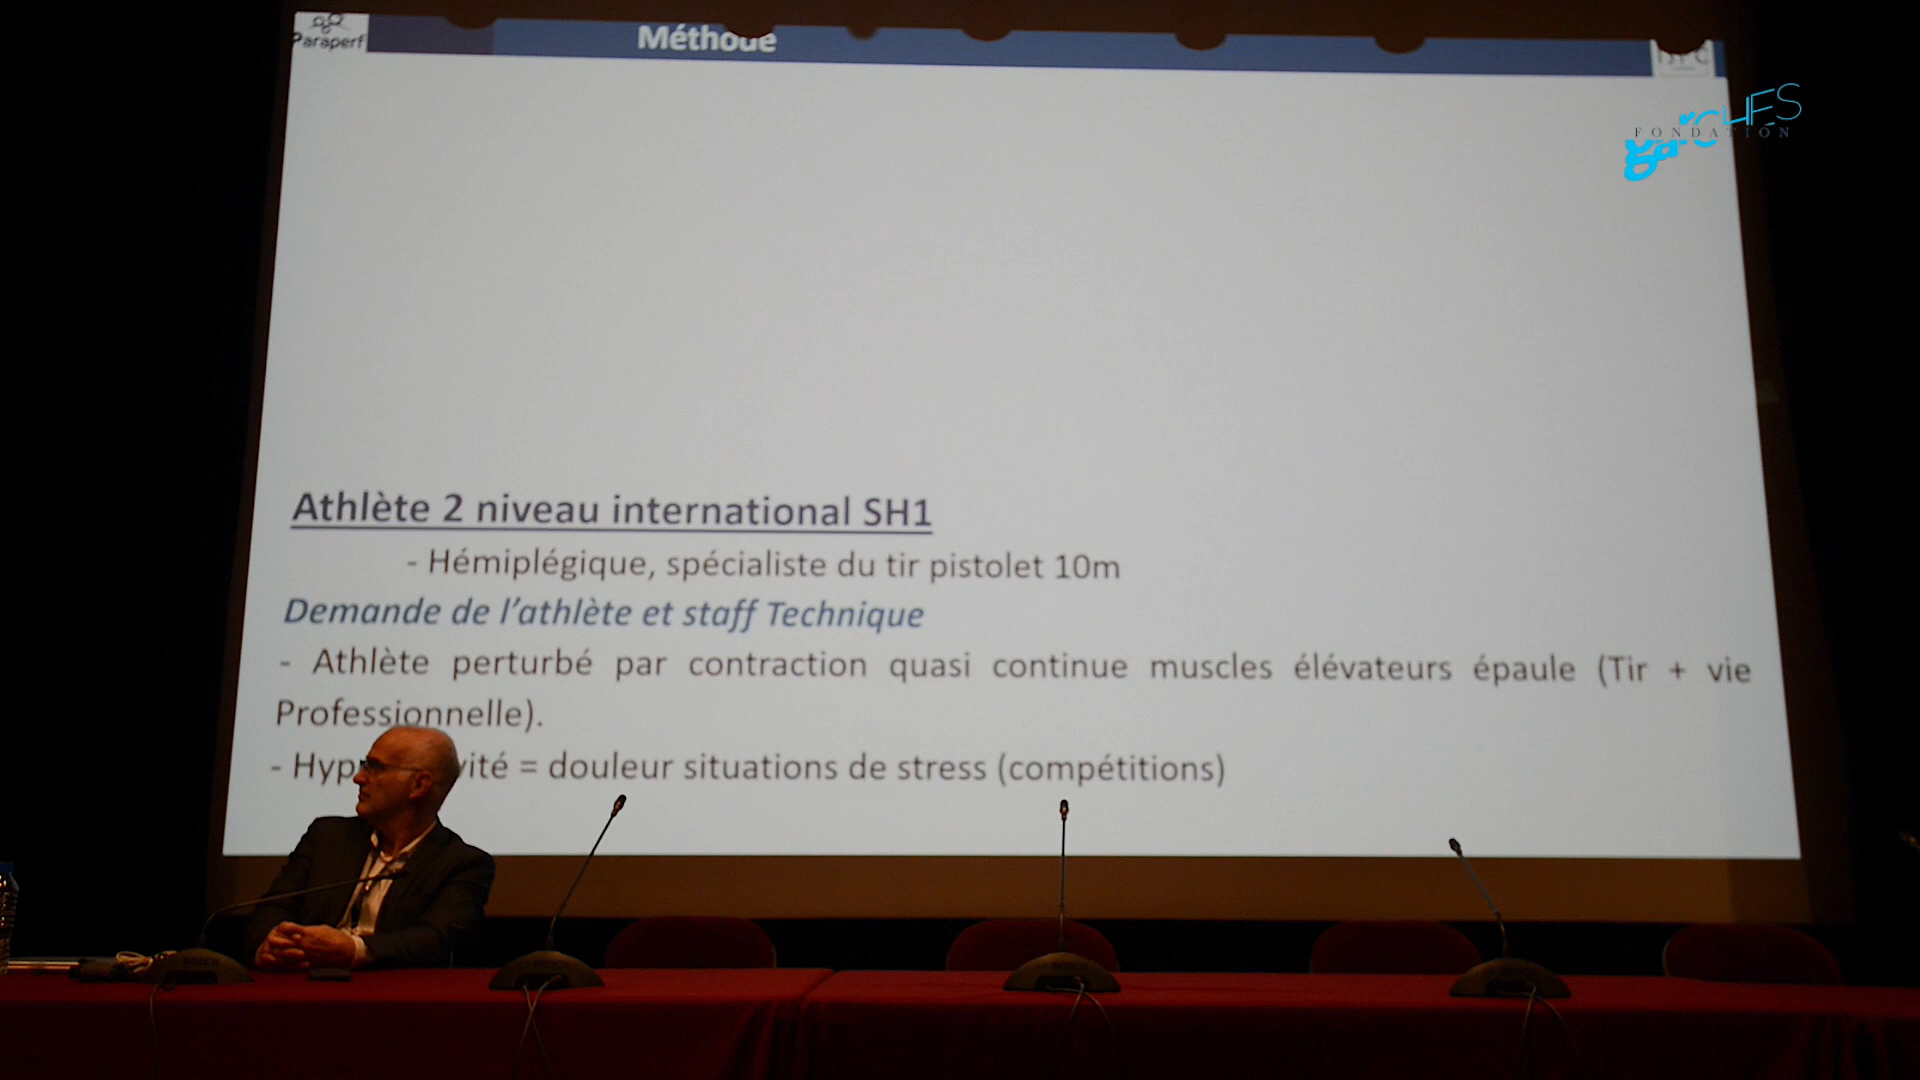 Paraperf
Méthode
garches
FONDATION
Athlète 2 niveau international SH1
- Hémiplégique, spécialiste du tir pistolet 10m
Demande de l'athlète et staff Technique
- Athlète perturbé par contraction quasi continue muscles élévateurs épaule (Tir + vie
Professionnelle).
- Hyp vité = douleur situations de stress (compétitions)